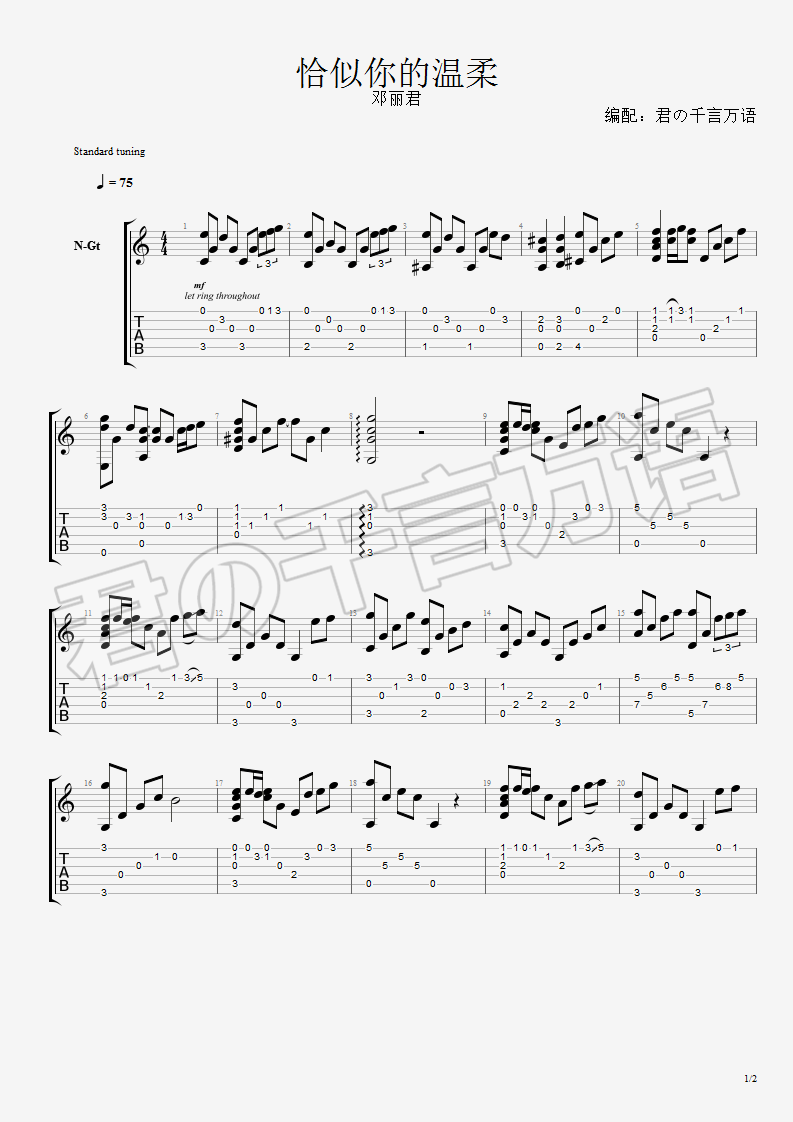 恰似你的温柔
邓丽君
编配：君の千言万语
Standard tuning
♩ = 75
N-Gt
mf
let ring throughout
君の千言万语
1/2